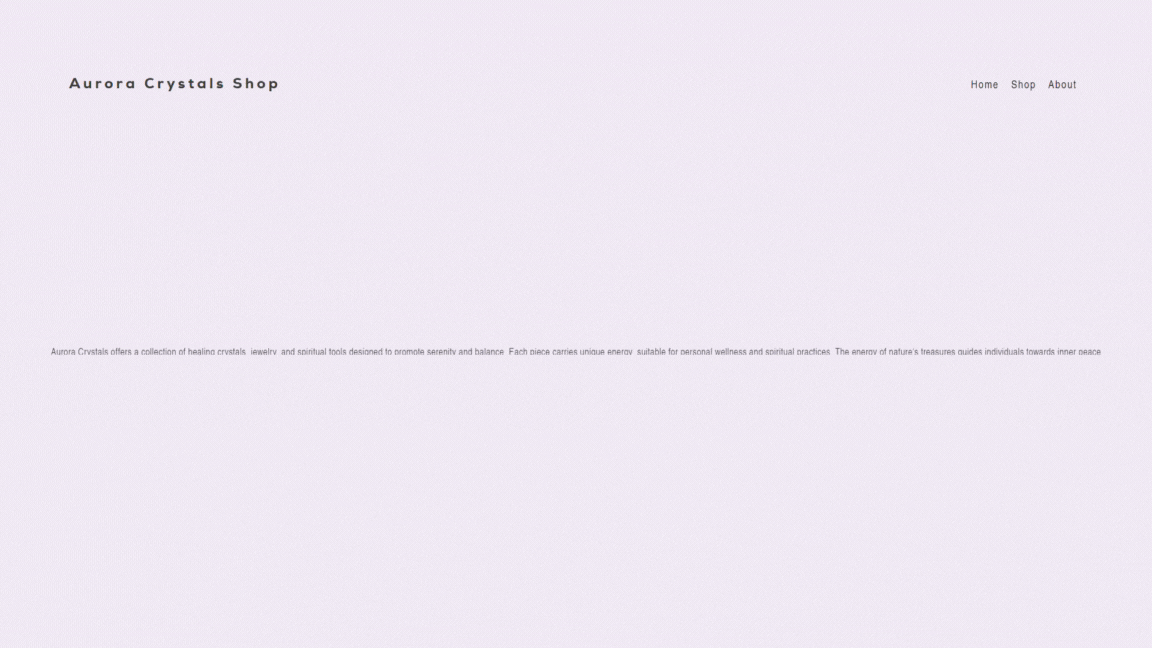 Aurora Crystals Shop
Home Shop About
Aurora Crystals offers a collection of healing crystals, jewelry, and spiritual tools designed to promote serenity and balance. Each piece carries unique energy, suitable for personal wellness and spiritual practices. The energy of nature's treasures guides individuals towards inner peace